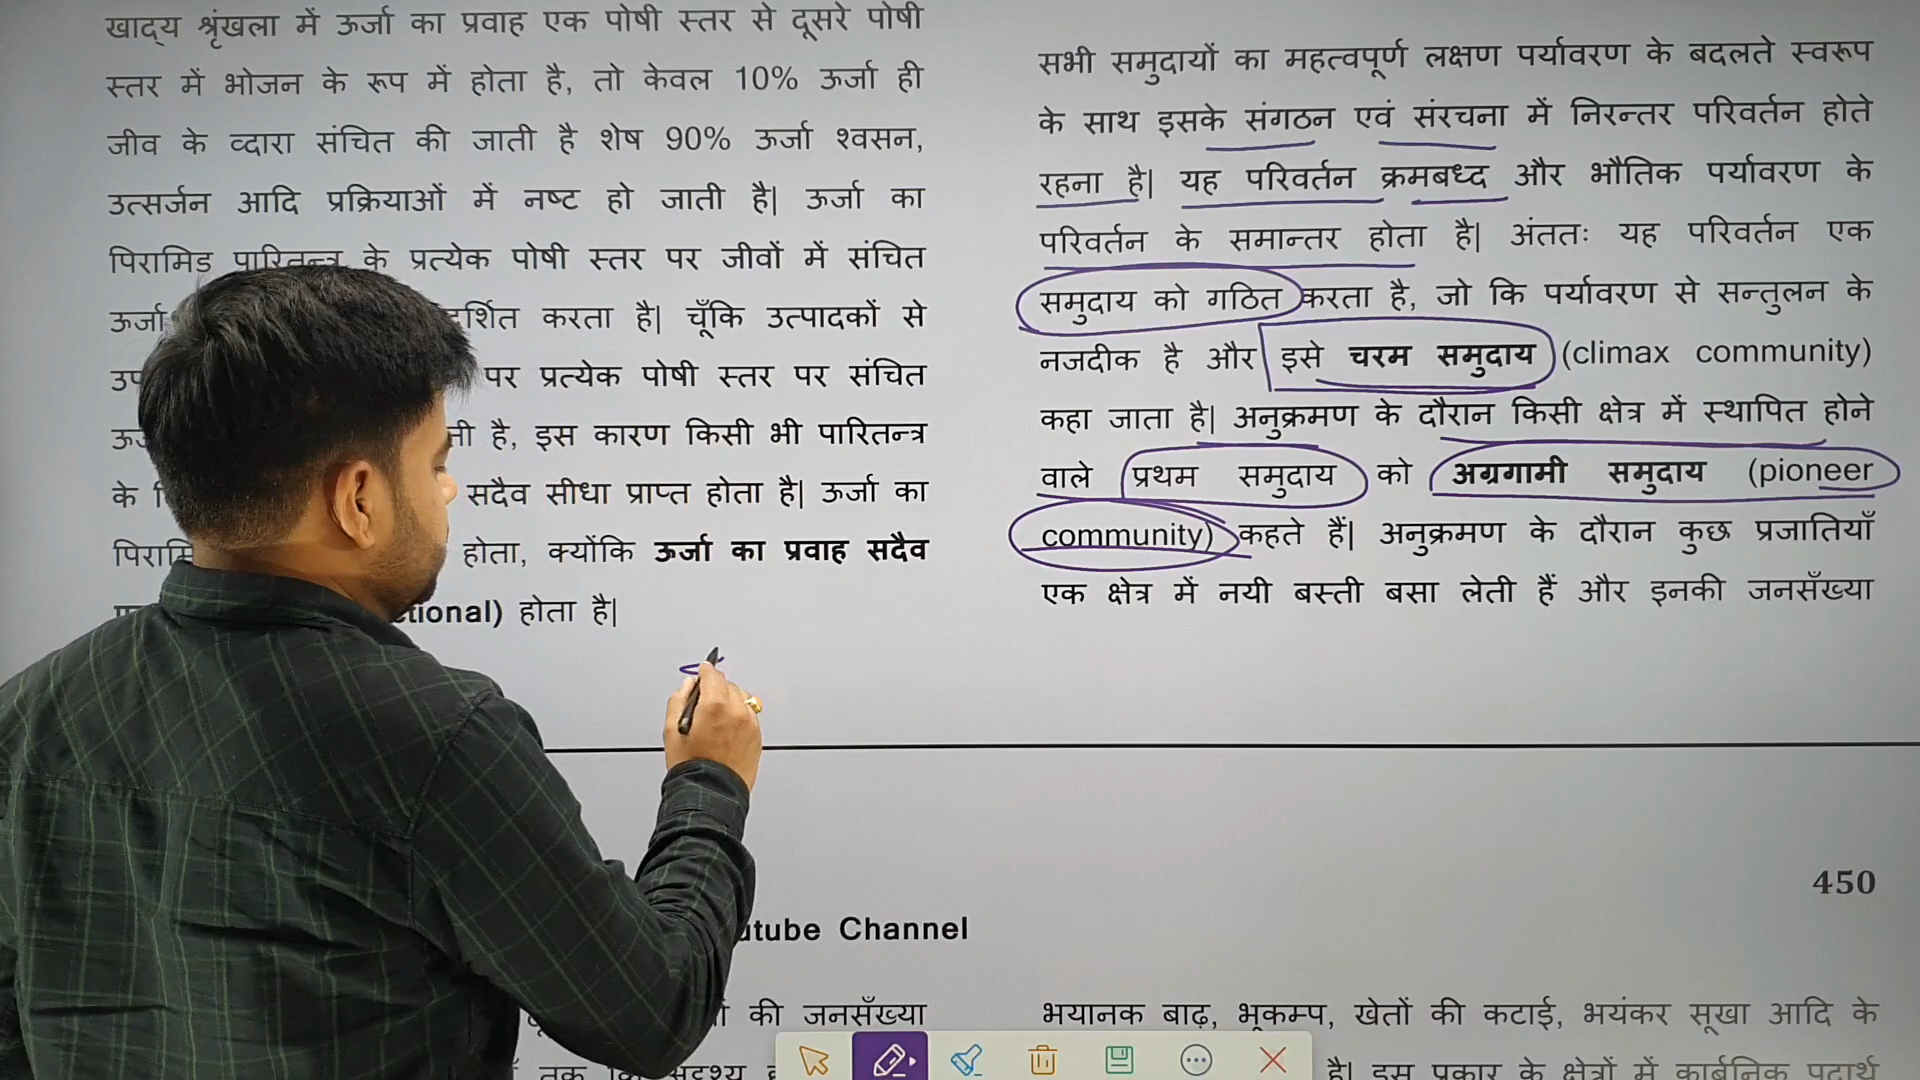 खाद्य श्रृंखला में ऊर्जा का प्रवाह एक पोषी स्तर से दूसरे पोषी
स्तर में भोजन के रूप में होता है, तो केवल 10% ऊर्जा ही
जीव के व्दारा संचित की जाती है शेष 90% ऊर्जा श्वसन,
उत्सर्जन आदि प्रक्रियाओं में नष्ट हो जाती है| ऊर्जा का
पिरामिड पारितन्त्र के प्रत्येक पोषी स्तर पर जीवों में संचित
ऊर्जा करता है| चूँकि उत्पादकों से
पर प्रत्येक पोषी स्तर पर संचित
है, इस कारण किसी भी पारितन्त्र
के सदैव सीधा प्राप्त होता है| ऊर्जा का
होता, क्योंकि ऊर्जा का प्रवाह सदैव
होता है|
सभी समुदायों का महत्वपूर्ण लक्षण पर्यावरण के बदलते स्वरूप
के साथ इसके संगठन एवं संरचना में निरन्तर परिवर्तन होते
रहना है| यह परिवर्तन क्रमबध्द और भौतिक पर्यावरण के
परिवर्तन के समान्तर होता है| अंततः यह परिवर्तन एक
समुदाय को गठित करता है, जो कि पर्यावरण से सन्तुलन के
नजदीक है और इसे चरम समुदाय (climax community)
कहा जाता है| अनुक्रमण के दौरान किसी क्षेत्र में स्थापित होने
वाले प्रथम समुदाय को अग्रगामी समुदाय (pioneer
community) कहते हैं| अनुक्रमण के दौरान कुछ प्रजातियाँ
एक क्षेत्र में नयी बस्ती बसा लेती हैं और इनकी जनसँख्या
450
Channel
की जनसँख्या
भयानक बाढ़, भूकम्प, खेतों की कटाई, भयंकर सूखा आदि के
है| इस प्रकार के क्षेत्रों में कार्बनिक पदार्थ